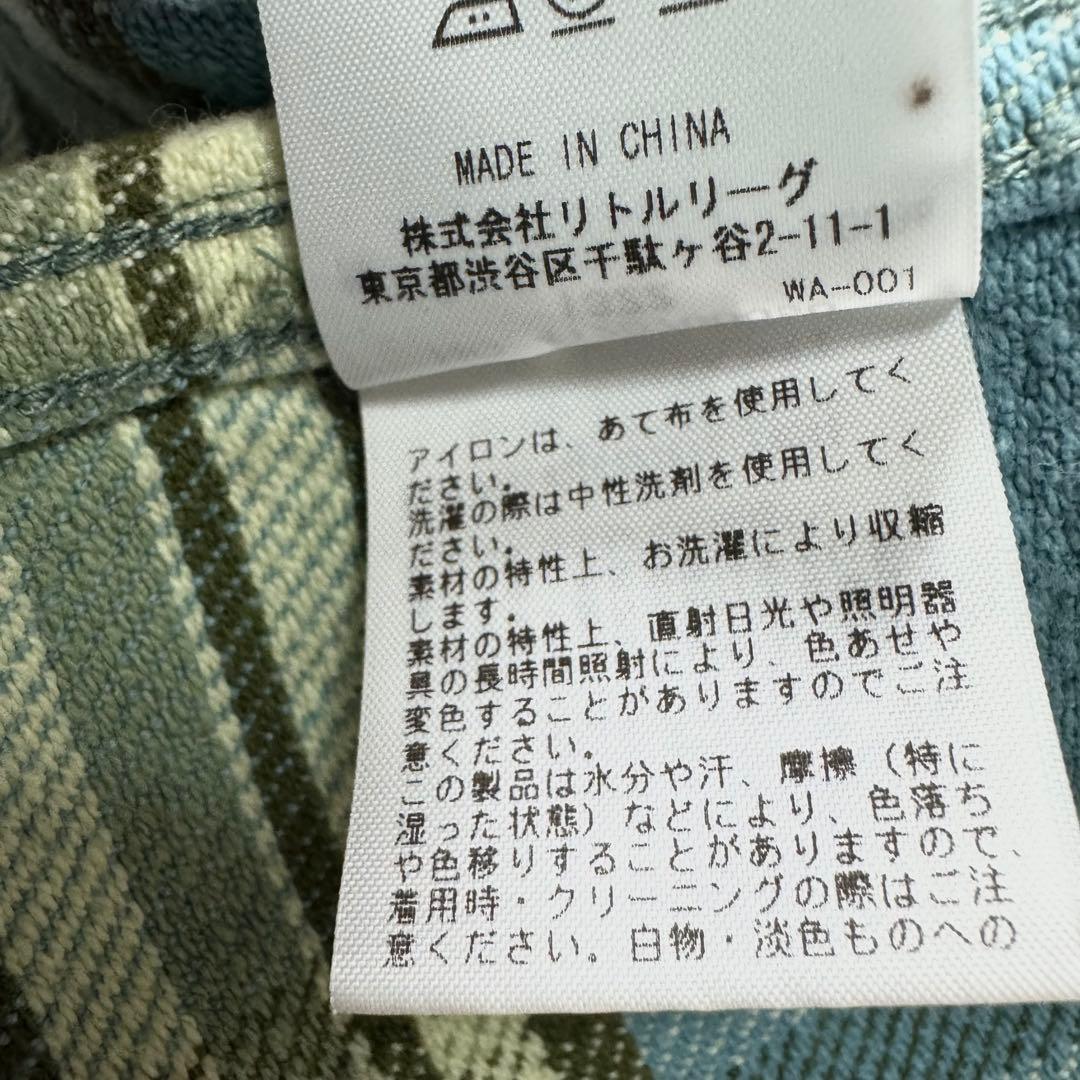 MADE IN CHINA
株式会社リトルリーグ
東京都渋谷区千駄ヶ谷2-11-1
WA-001
アイロンは、あて布を使用してく
ださい。
洗濯の際は中性洗剤を使用してく
ださい。
素材の特性上、お洗濯により収縮
します。
素材の特性上、直射日光や照明器
具の長時間照射により、色あせや
変色することがありますのでご注
意ください。
この製品は水分や汗、摩擦（特に
湿った状態）などにより、色落ち
や色移りすることがありますので、
着用時・クリーニングの際はご注
意ください。白物・淡色ものへの